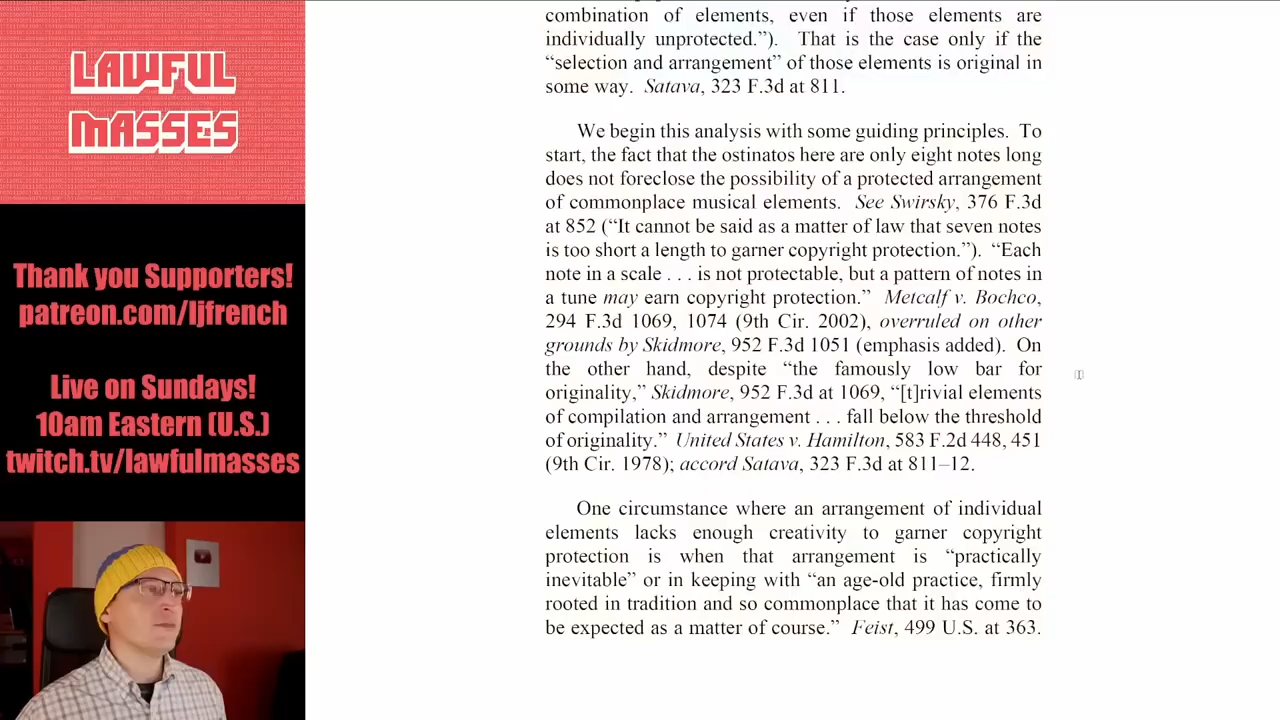 LAWFUL
MASSES
Thank you Supporters!
patreon.com/ljfrench
Live on Sundays!
10am Eastern (U.S.)
twitch.tv/lawfulmasses
combination of elements, even if those elements are
individually unprotected.”). That is the case only if the
“selection and arrangement” of those elements is original in
some way. Satava, 323 F.3d at 811.
We begin this analysis with some guiding principles. To
start, the fact that the ostinatos here are only eight notes long
does not foreclose the possibility of a protected arrangement
of commonplace musical elements. See Swirsky, 376 F.3d
at 852 (“It cannot be said as a matter of law that seven notes
is too short a length to garner copyright protection.”). “Each
note in a scale . . . is not protectable, but a pattern of notes in
a tune may earn copyright protection.” Metcalf v. Bochco,
294 F.3d 1069, 1074 (9th Cir. 2002), overruled on other
grounds by Skidmore, 952 F.3d 1051 (emphasis added). On
the other hand, despite “the famously low bar for
originality,” Skidmore, 952 F.3d at 1069, “[t]rivial elements
of compilation and arrangement . . . fall below the threshold
of originality.” United States v. Hamilton, 583 F.2d 448, 451
(9th Cir. 1978); accord Satava, 323 F.3d at 811–12.
One circumstance where an arrangement of individual
elements lacks enough creativity to garner copyright
protection is when that arrangement is “practically
inevitable” or in keeping with “an age-old practice, firmly
rooted in tradition and so commonplace that it has come to
be expected as a matter of course.” Feist, 499 U.S. at 363.